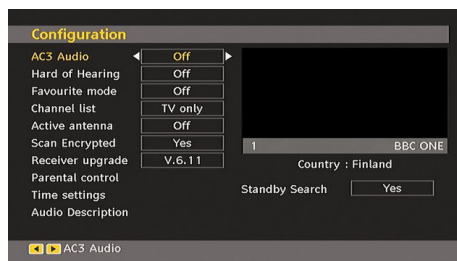 Configuration
AC3 Audio Off
Hard of Hearing Off
Favourite mode Off
Channel list TV only
Active antenna Off
Scan Encrypted Yes
Receiver upgrade V.6.11
Parental control
Time settings
Audio Description
1 BBC ONE
Country : Finland
Standby Search Yes
AC3 Audio